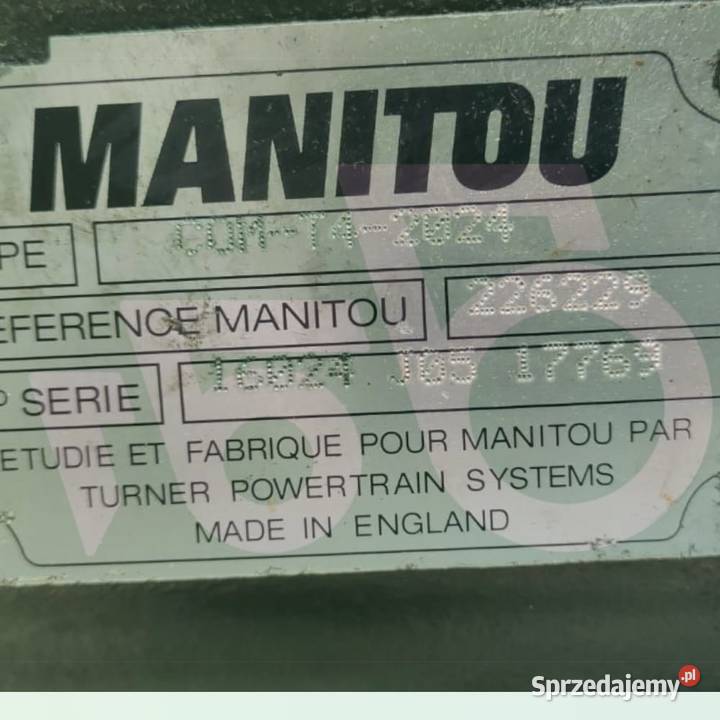 MANITOU
PE COM-T4-2024
EFERENCE MANITOU 226229
° SERIE 16024 J05 17769
ETUDIE ET FABRIQUE POUR MANITOU PAR
TURNER POWERTRAIN SYSTEMS
MADE IN ENGLAND
Sprzedajemy.pl